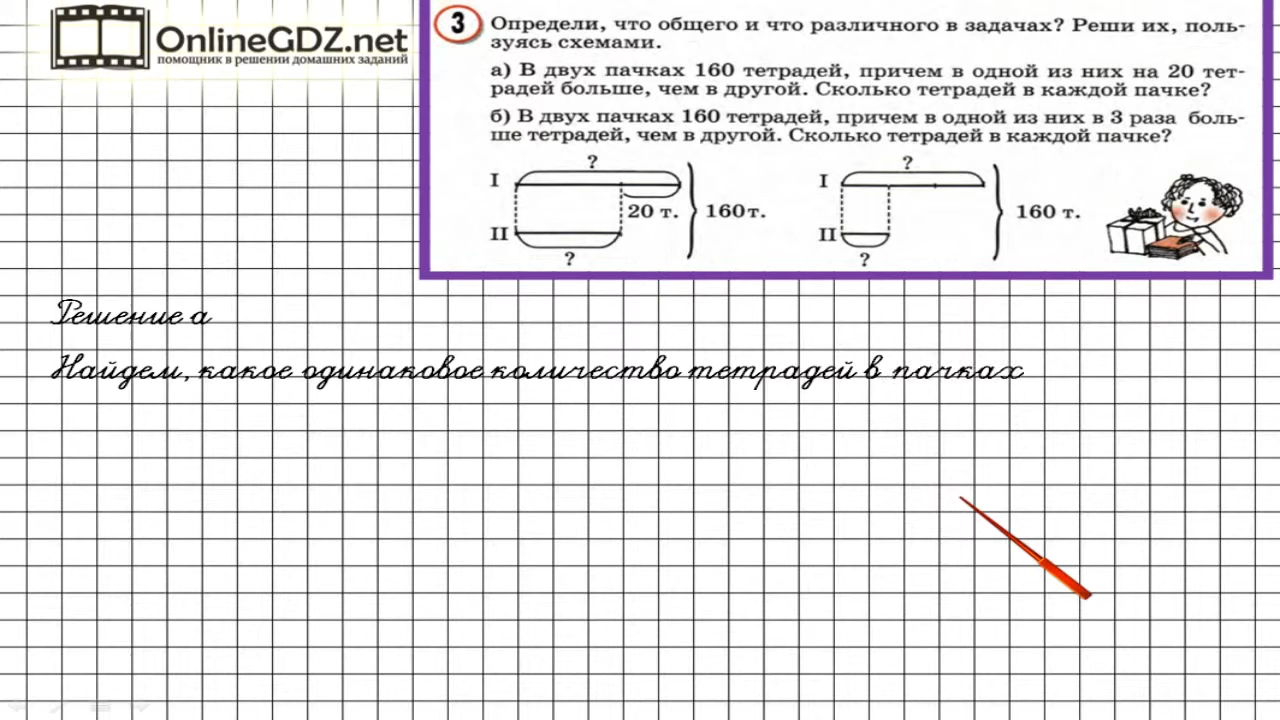 OnlineGDZ.net
помощник в решении домашних заданий
3
Определи, что общего и что различного в задачах? Реши их, поль-
зуясь схемами.
а) В двух пачках 160 тетрадей, причем в одной из них на 20 тет-
радей больше, чем в другой. Сколько тетрадей в каждой пачке?
б) В двух пачках 160 тетрадей, причем в одной из них в 3 раза боль-
ше тетрадей, чем в другой. Сколько тетрадей в каждой пачке?
? ?
I I
20 т. 160т. 160 т.
II II
? ?
Решение а
Найдем, какое одинаковое количество тетрадей в пачках